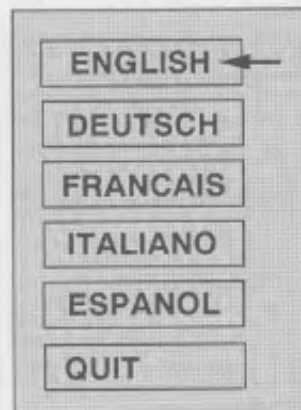 ENGLISH
DEUTSCH
FRANCAIS
ITALIANO
ESPANOL
QUIT